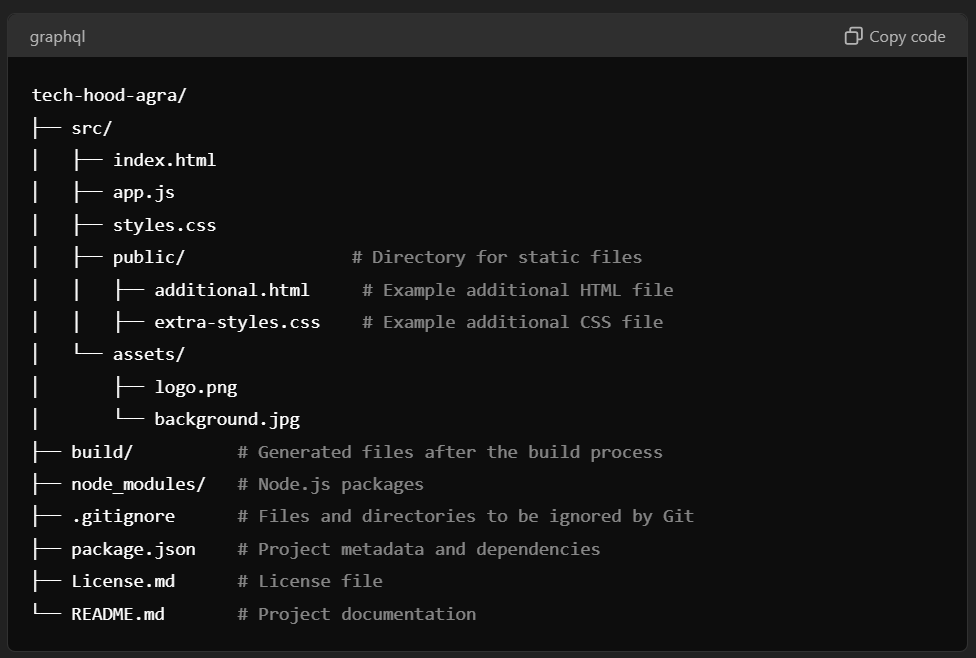 graphql Copy code
tech-hood-agra/
├── src/
│   ├── index.html
│   ├── app.js
│   ├── styles.css
│   ├── public/                # Directory for static files
│   │   ├── additional.html     # Example additional HTML file
│   │   ├── extra-styles.css    # Example additional CSS file
│   └── assets/
│       ├── logo.png
│       └── background.jpg
├── build/          # Generated files after the build process
├── node_modules/   # Node.js packages
├── .gitignore      # Files and directories to be ignored by Git
├── package.json    # Project metadata and dependencies
├── License.md      # License file
└── README.md       # Project documentation